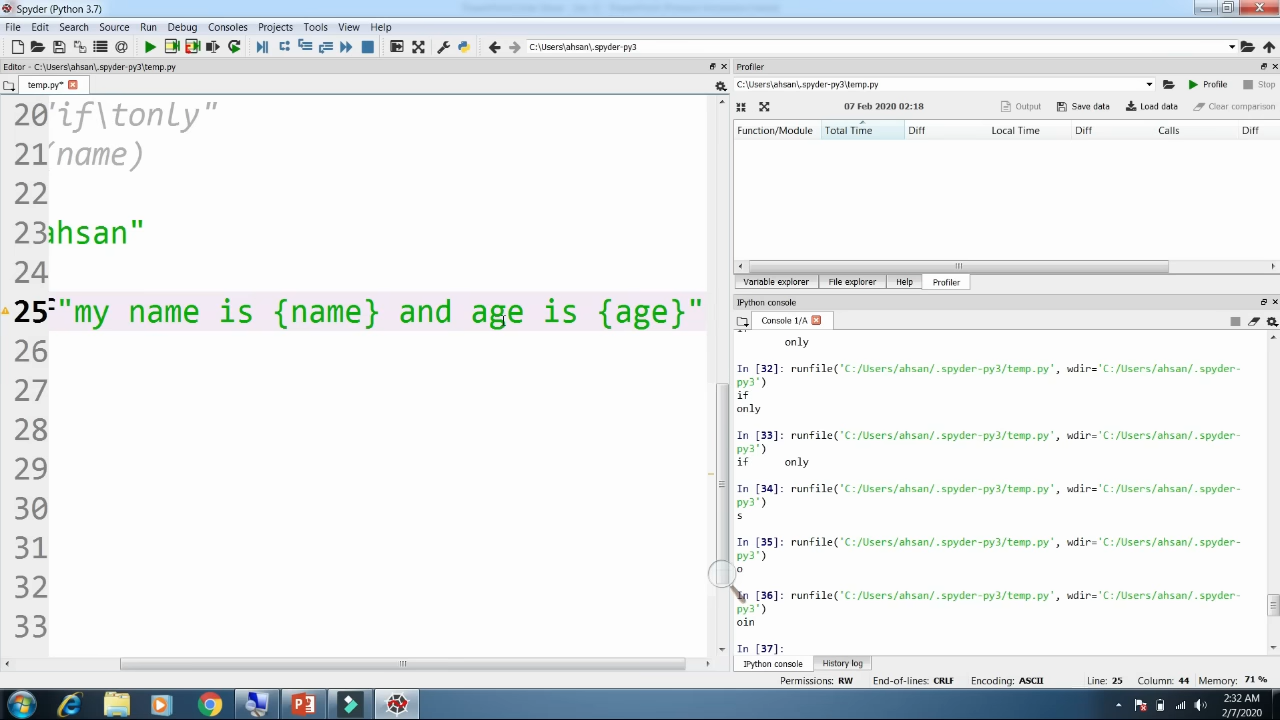 Spyder (Python 3.7)
File Edit Search Source Run Debug Consoles Projects Tools View Help
C:\Users\ahsan\.spyder-py3
Editor - C:\Users\ahsan\.spyder-py3\temp.py
temp.py*
20 "if\tonly"
21 (name)
22
23 ahsan"
24
25 "my name is {name} and age is {age}"
26
27
28
29
30
31
32
33
Profiler
C:\Users\ahsan\.spyder-py3\temp.py
Profile
Stop
07 Feb 2020 02:18
Output
Save data
Load data
Clear comparison
Function/Module Total Time Diff Local Time Diff Calls Diff
Variable explorer File explorer Help Profiler
IPython console
Console 1/A
only
In [32]: runfile('C:/Users/ahsan/.spyder-py3/temp.py', wdir='C:/Users/ahsan/.spyder-
py3')
if
only
In [33]: runfile('C:/Users/ahsan/.spyder-py3/temp.py', wdir='C:/Users/ahsan/.spyder-
py3')
if only
In [34]: runfile('C:/Users/ahsan/.spyder-py3/temp.py', wdir='C:/Users/ahsan/.spyder-
py3')
s
In [35]: runfile('C:/Users/ahsan/.spyder-py3/temp.py', wdir='C:/Users/ahsan/.spyder-
py3')
o
In [36]: runfile('C:/Users/ahsan/.spyder-py3/temp.py', wdir='C:/Users/ahsan/.spyder-
py3')
oin
In [37]:
IPython console History log
Permissions: RW End-of-lines: CRLF Encoding: ASCII Line: 25 Column: 44 Memory: 71 %
2:32 AM
2/7/2020